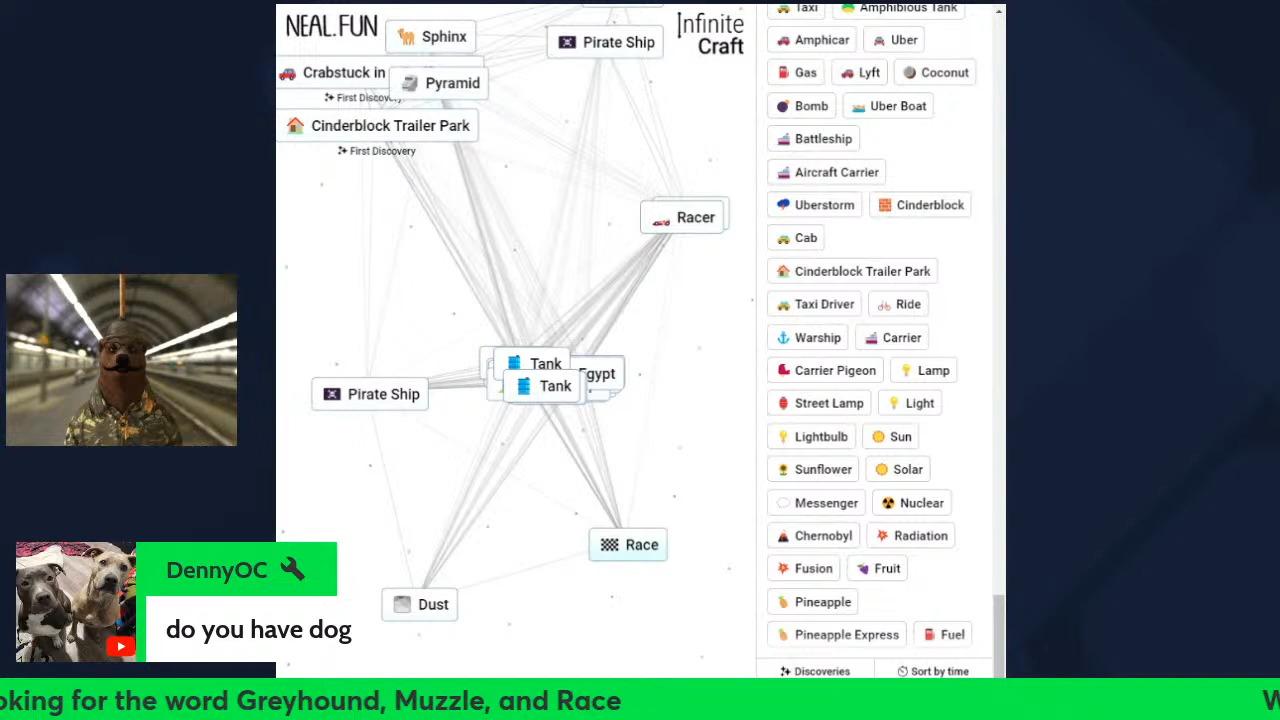 NEAL.FUN
Infinite
Craft
Sphinx
Pirate Ship
Crabstuck in
Pyramid
First Discovery
Cinderblock Trailer Park
First Discovery
Racer
Tank
Egypt
Tank
Pirate Ship
Race
Dust
Taxi
Amphibious Tank
Amphicar
Uber
Gas
Lyft
Coconut
Bomb
Uber Boat
Battleship
Aircraft Carrier
Uberstorm
Cinderblock
Cab
Cinderblock Trailer Park
Taxi Driver
Ride
Warship
Carrier
Carrier Pigeon
Lamp
Street Lamp
Light
Lightbulb
Sun
Sunflower
Solar
Messenger
Nuclear
Chernobyl
Radiation
Fusion
Fruit
Pineapple
Pineapple Express
Fuel
Discoveries
Sort by time
DennyOC
do you have dog
oking for the word Greyhound, Muzzle, and Race
W